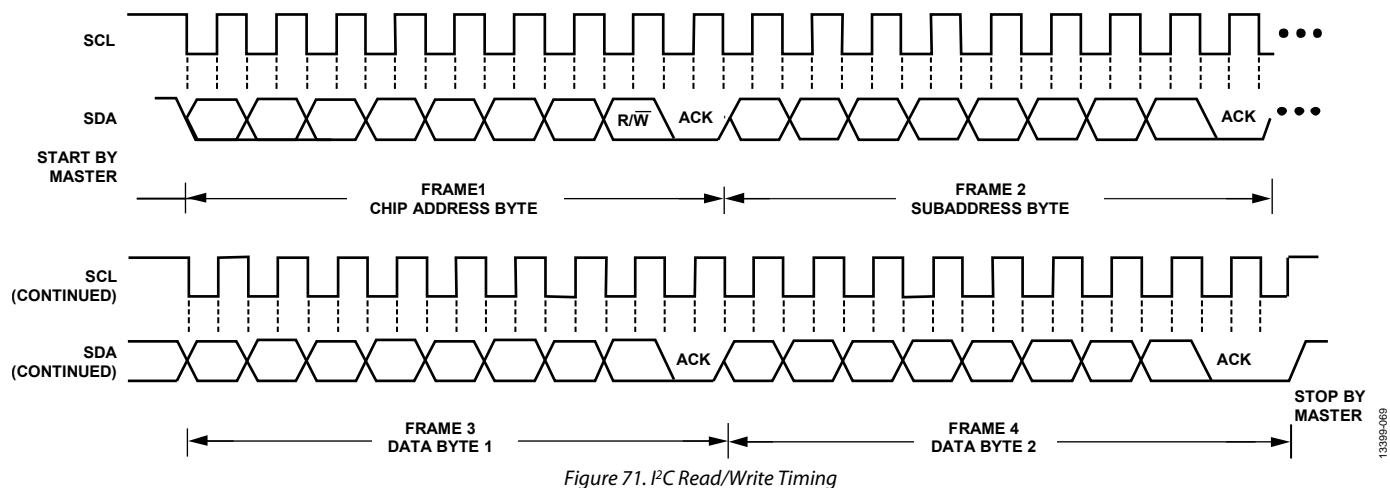 SCL
SDA
R/W̅ ACK ACK
START BY
MASTER
FRAME1
CHIP ADDRESS BYTE
FRAME 2
SUBADDRESS BYTE
SCL
(CONTINUED)
SDA
(CONTINUED)
ACK ACK
STOP BY
MASTER
FRAME 3
DATA BYTE 1
FRAME 4
DATA BYTE 2
13399-069
Figure 71. I²C Read/Write Timing